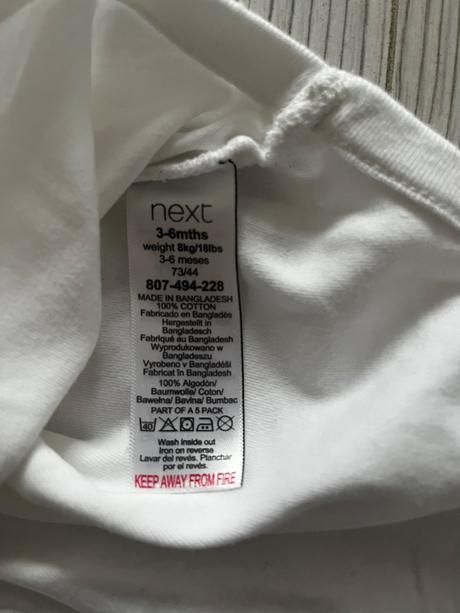 next
3-6mths
weight 8kg/18lbs
3-6 meses
73/44
807-494-228
MADE IN BANGLADESH
100% COTTON
Fabricado en Bangladés
Hergestellt in
Bangladesch
Fabriqué au Bangladesh
Wyprodukowano w
Bangladeszu
Vyrobeno v Bangladéši
Fabricat în Bangladesh
100% Algodón/
Baumwolle/ Coton/
Bawełna/ Bavlna/ Bumbac
PART OF A 5 PACK
40
Wash inside out
Iron on reverse
Lavar del revés. Planchar
por el revés.
KEEP AWAY FROM FIRE